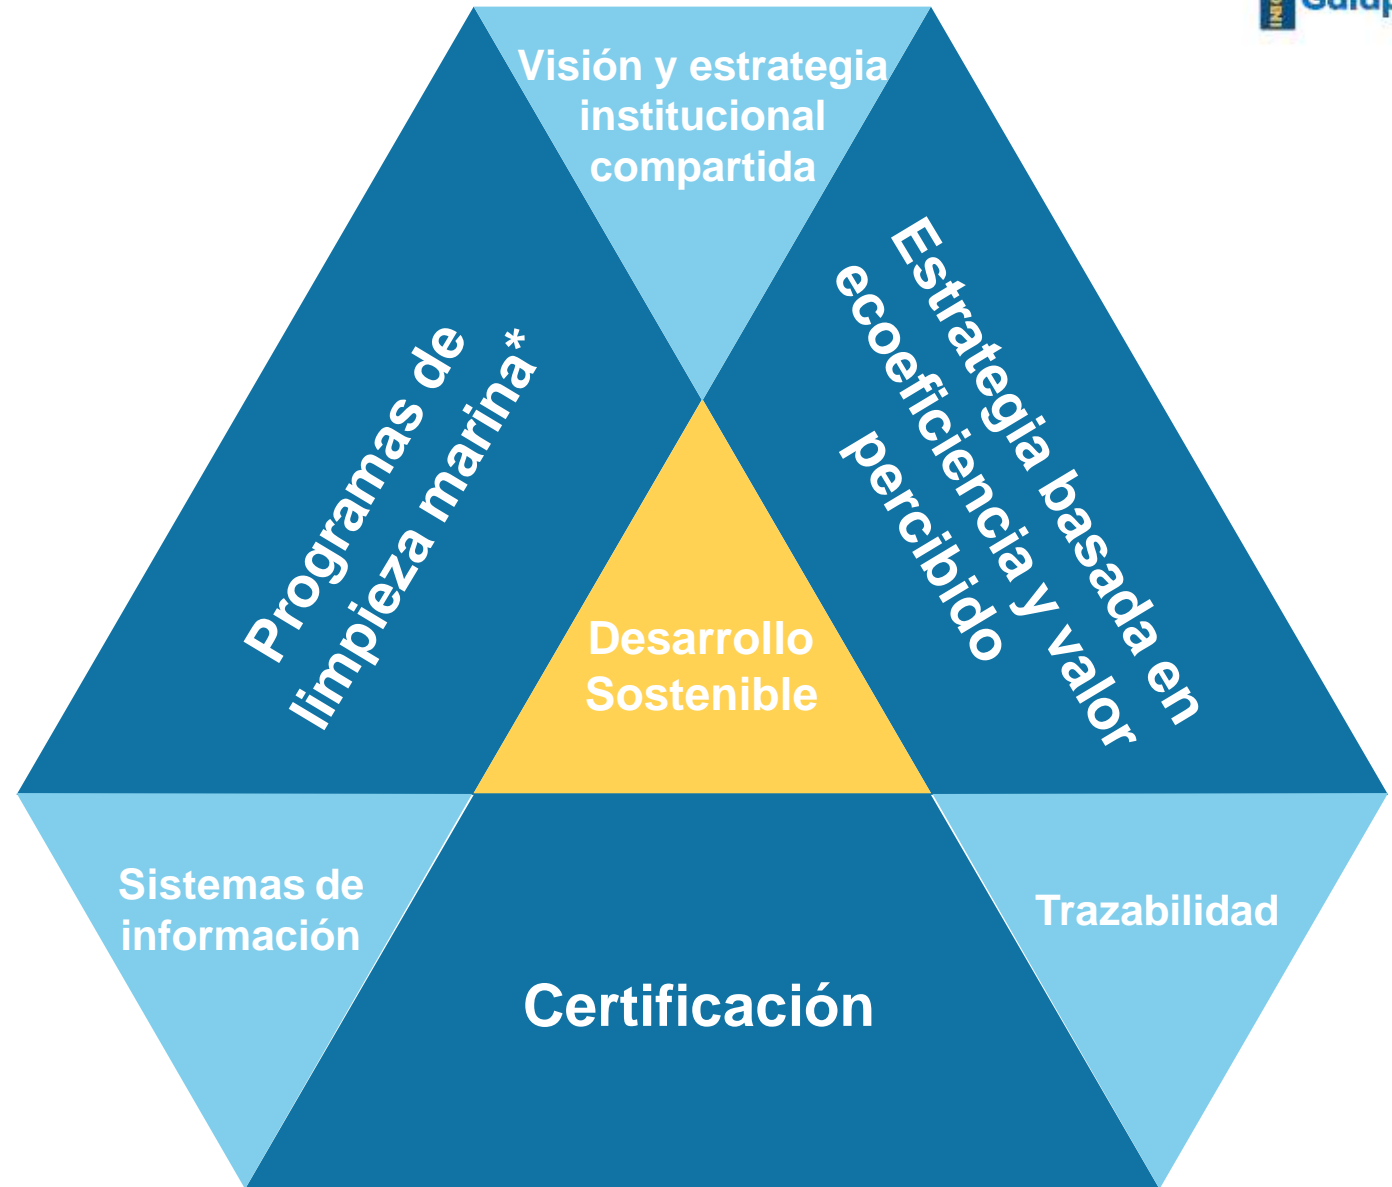 Visión y estrategia
institucional
compartida
Programas de
limpieza marina*
Estrategia basada en
ecoeficiencia y valor
percibido
Desarrollo
Sostenible
Sistemas de
información
Trazabilidad
Certificación